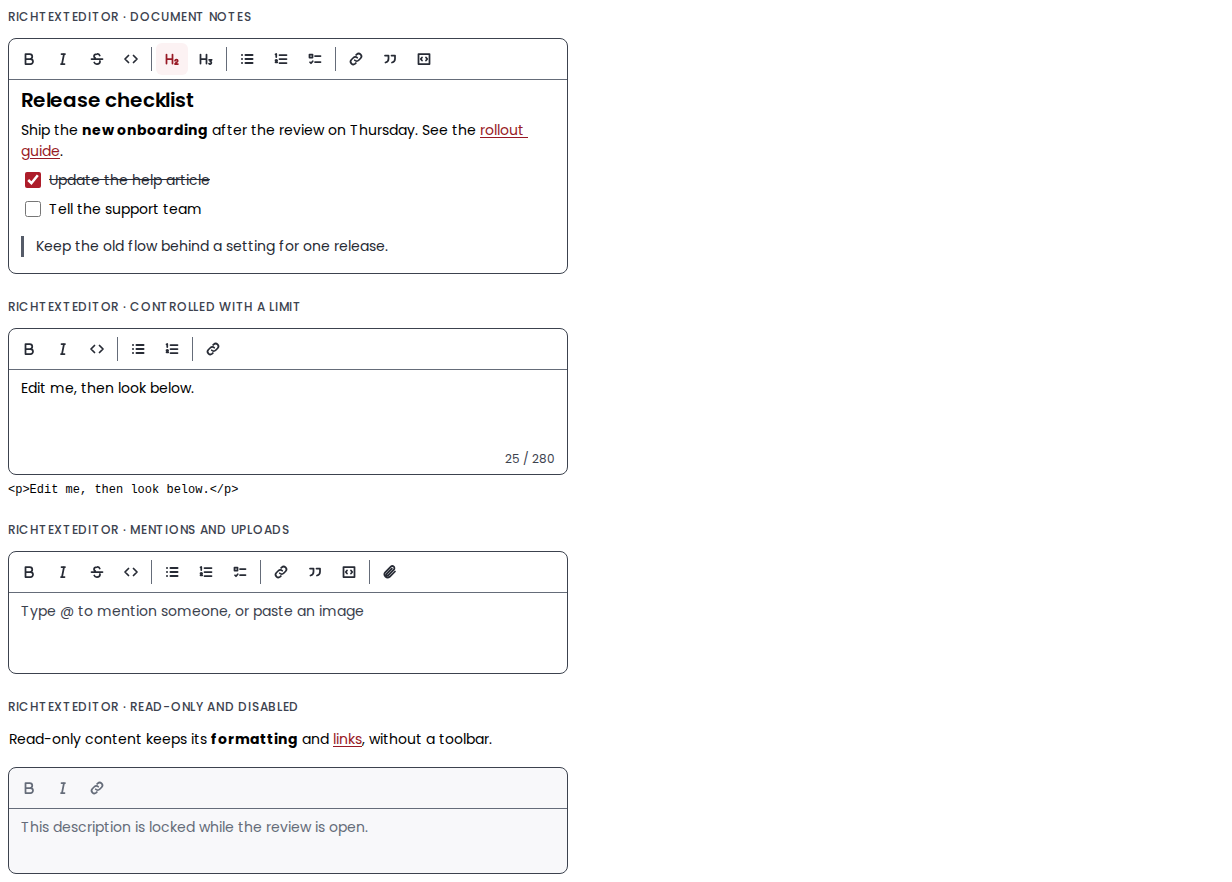 RICHTEXTEDITOR · DOCUMENT NOTES
B I S <> H2 H3
Release checklist
Ship the new onboarding after the review on Thursday. See the rollout
guide.
Update the help article
Tell the support team
Keep the old flow behind a setting for one release.
RICHTEXTEDITOR · CONTROLLED WITH A LIMIT
B I <>
Edit me, then look below.
25 / 280
<p>Edit me, then look below.</p>
RICHTEXTEDITOR · MENTIONS AND UPLOADS
B I S <>
Type @ to mention someone, or paste an image
RICHTEXTEDITOR · READ-ONLY AND DISABLED
Read-only content keeps its formatting and links, without a toolbar.
B I
This description is locked while the review is open.